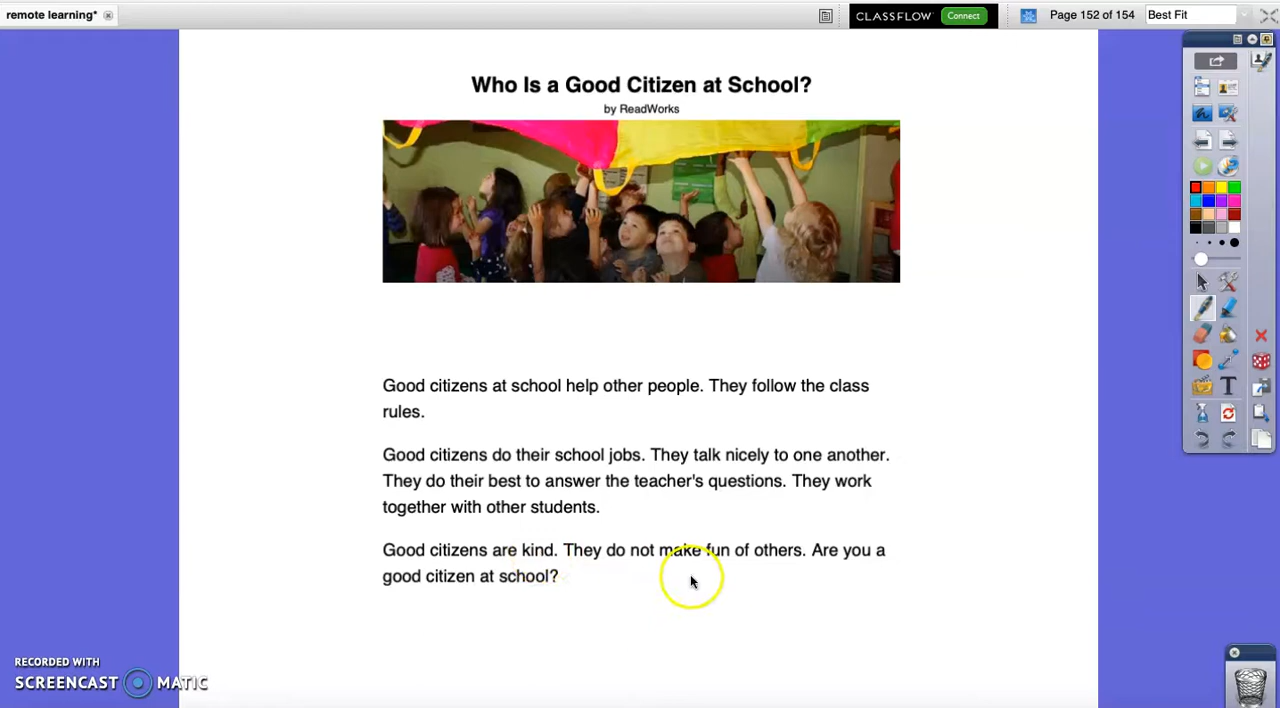 remote learning*
CLASSFLOW Connect
Page 152 of 154
Best Fit
Who Is a Good Citizen at School?
by ReadWorks
Good citizens at school help other people. They follow the class
rules.
Good citizens do their school jobs. They talk nicely to one another.
They do their best to answer the teacher's questions. They work
together with other students.
Good citizens are kind. They do not make fun of others. Are you a
good citizen at school?
RECORDED WITH
SCREENCAST MATIC